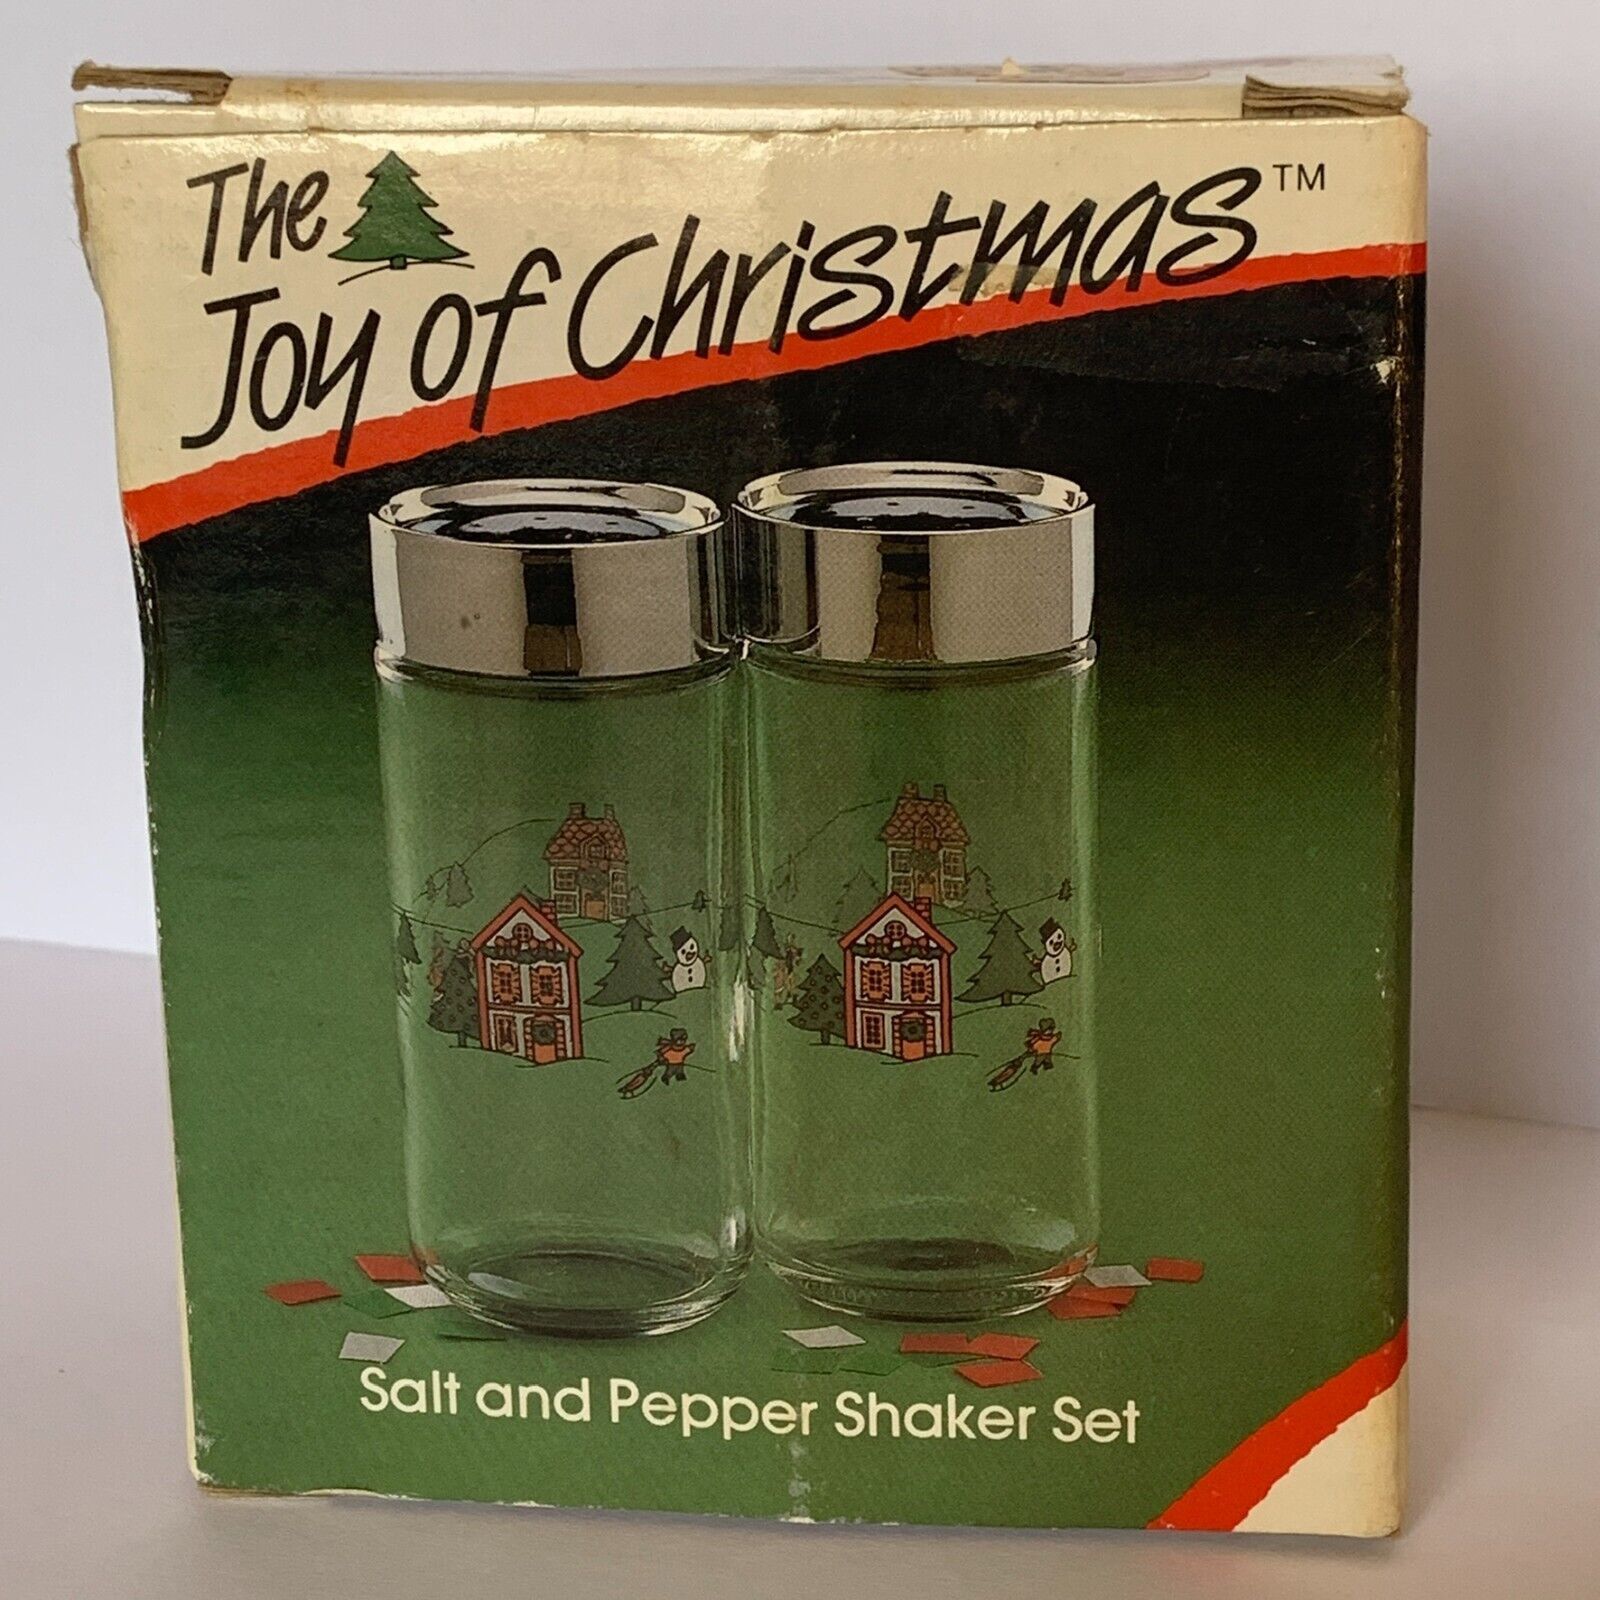 The
Joy of Christmas™
Salt and Pepper Shaker Set